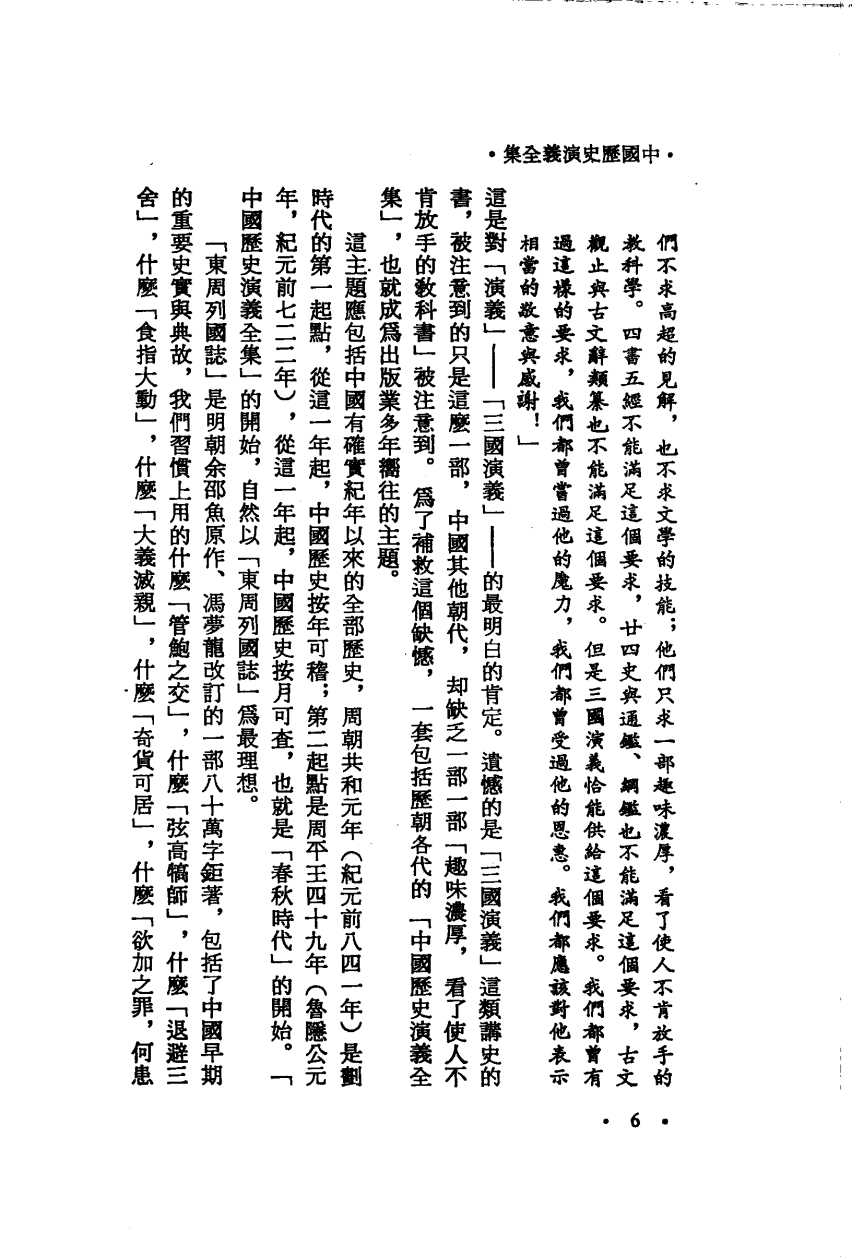 •中國歷史演義全集•
們不求高超的見解，也不求文學的技能；他們只求一部趣味濃厚，看了使人不肯放手的
教科學。四書五經不能滿足這個要求，廿四史與通鑑、綱鑑也不能滿足這個要求，古文
觀止與古文辭類纂也不能滿足這個要求。但是三國演義恰能供給這個要求。我們都曾有
過這樣的要求，我們都曾嘗過他的魔力，我們都曾受過他的恩惠。我們都應該對他表示
相當的敬意與感謝！」
這是對「演義」——「三國演義」——的最明白的肯定。遺憾的是「三國演義」這類講史的
書，被注意到的只是這麼一部，中國其他朝代，却缺乏一部一部「趣味濃厚，看了使人不
肯放手的敎科書」被注意到。爲了補救這個缺憾，一套包括歷朝各代的「中國歷史演義全
集」，也就成爲出版業多年嚮往的主題。
這主題應包括中國有確實紀年以來的全部歷史，周朝共和元年（紀元前八四一年）是劃
時代的第一起點，從這一年起，中國歷史按年可稽；第二起點是周平王四十九年（魯隱公元
年，紀元前七二二年），從這一年起，中國歷史按月可查，也就是「春秋時代」的開始。「
中國歷史演義全集」的開始，自然以「東周列國誌」爲最理想。
「東周列國誌」是明朝余邵魚原作、馮夢龍改訂的一部八十萬字鉅著，包括了中國早期
的重要史實與典故，我們習慣上用的什麼「管鮑之交」，什麼「弦高犒師」，什麼「退避三
舍」，什麼「食指大動」，什麼「大義滅親」，什麼「奇貨可居」，什麼「欲加之罪，何患
•6•